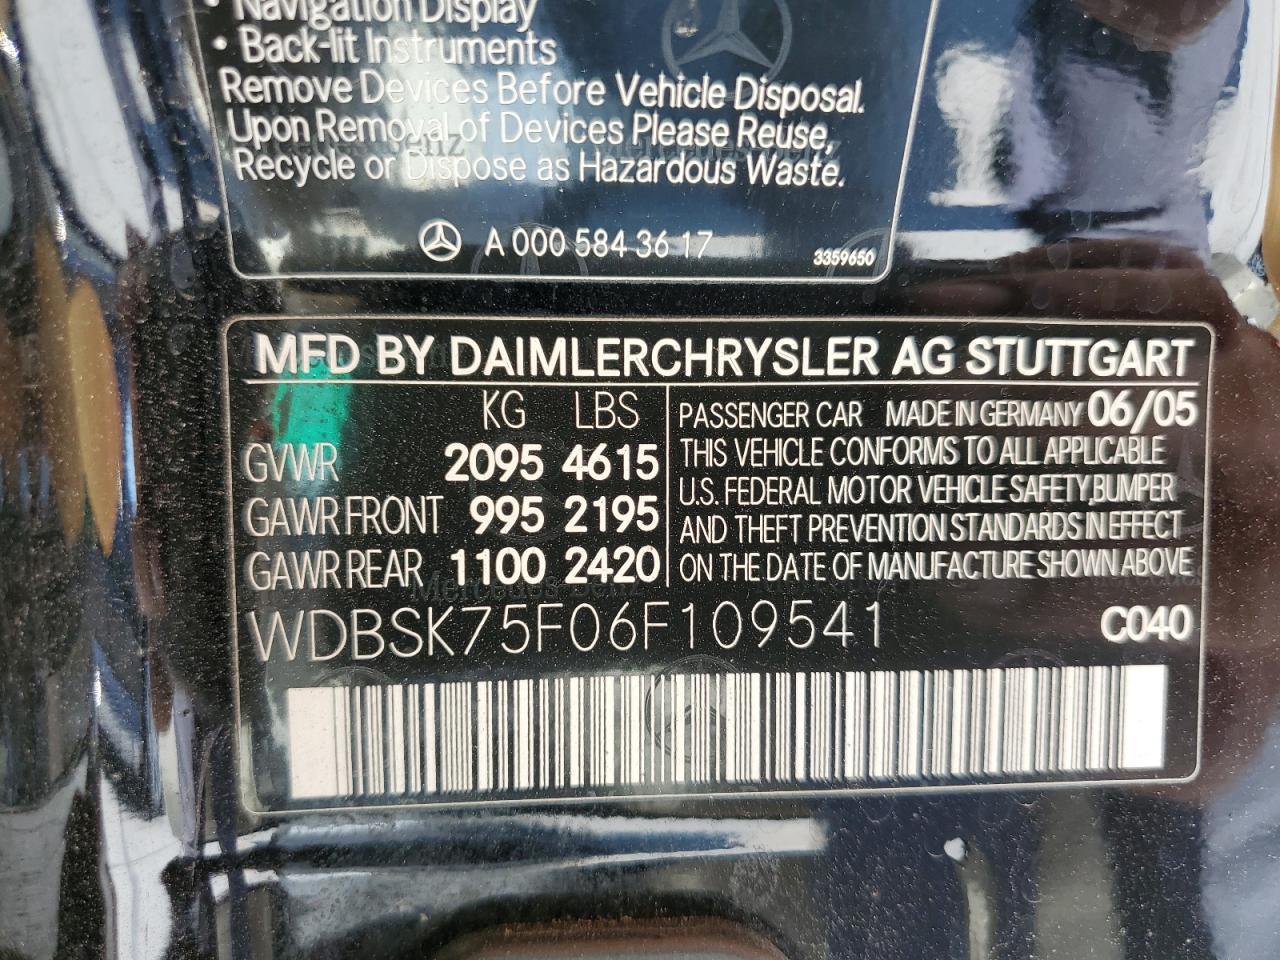 • Navigation Display
• Back-lit Instruments
Remove Devices Before Vehicle Disposal.
Upon Removal of Devices Please Reuse,
Recycle or Dispose as Hazardous Waste.
A 000 584 36 17
3359650
MFD BY DAIMLERCHRYSLER AG STUTTGART
KG LBS
GVWR 2095 4615
GAWR FRONT 995 2195
GAWR REAR 1100 2420
PASSENGER CAR MADE IN GERMANY 06/05
THIS VEHICLE CONFORMS TO ALL APPLICABLE
U.S. FEDERAL MOTOR VEHICLE SAFETY, BUMPER
AND THEFT PREVENTION STANDARDS IN EFFECT
ON THE DATE OF MANUFACTURE SHOWN ABOVE
WDBSK75F06F109541
C040